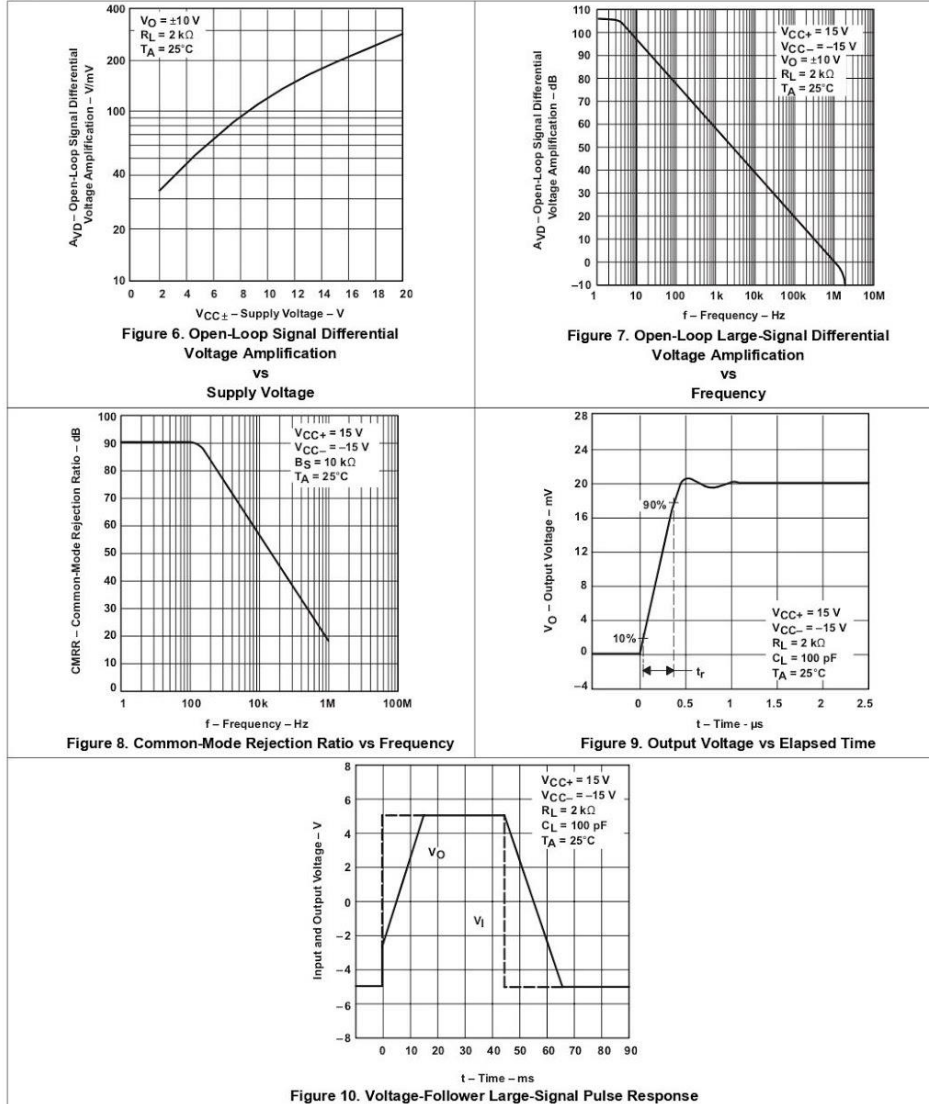 400
200
100
40
20
10
AVD – Open-Loop Signal Differential
Voltage Amplification – V/mV
VO = ±10 V
RL = 2 kΩ
TA = 25°C
0 2 4 6 8 10 12 14 16 18 20
VCC± – Supply Voltage – V
Figure 6. Open-Loop Signal Differential
Voltage Amplification
vs
Supply Voltage
110
100
90
80
70
60
50
40
30
20
10
0
–10
AVD – Open-Loop Signal Differential
Voltage Amplification – dB
VCC+ = 15 V
VCC– = –15 V
VO = ±10 V
RL = 2 kΩ
TA = 25°C
1 10 100 1k 10k 100k 1M 10M
f – Frequency – Hz
Figure 7. Open-Loop Large-Signal Differential
Voltage Amplification
vs
Frequency
100
90
80
70
60
50
40
30
20
10
0
CMRR – Common-Mode Rejection Ratio – dB
VCC+ = 15 V
VCC– = –15 V
BS = 10 kΩ
TA = 25°C
1 100 10k 1M 100M
f – Frequency – Hz
Figure 8. Common-Mode Rejection Ratio vs Frequency
28
24
20
16
12
8
4
0
–4
VO – Output Voltage – mV
90%
10%
tr
VCC+ = 15 V
VCC– = –15 V
RL = 2 kΩ
CL = 100 pF
TA = 25°C
0 0.5 1 1.5 2 2.5
t – Time - µs
Figure 9. Output Voltage vs Elapsed Time
8
6
4
2
0
–2
–4
–6
–8
Input and Output Voltage – V
VO
VI
VCC+ = 15 V
VCC– = –15 V
RL = 2 kΩ
CL = 100 pF
TA = 25°C
0 10 20 30 40 50 60 70 80 90
t – Time – ms
Figure 10. Voltage-Follower Large-Signal Pulse Response